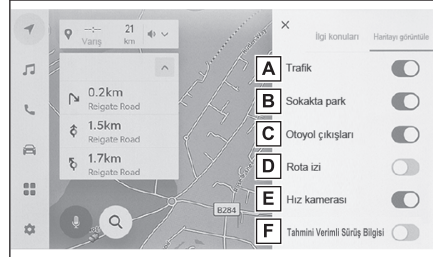 —:— 21
Varış km
0.2km
Reigate Road
1.5km
Reigate Road
1.7km
Reigate Road
B284
İlgi konuları Haritayı görüntüle
A Trafik
B Sokakta park
C Otoyol çıkışları
D Rota izi
E Hız kamerası
F Tahmini Verimli Sürüş Bilgisi